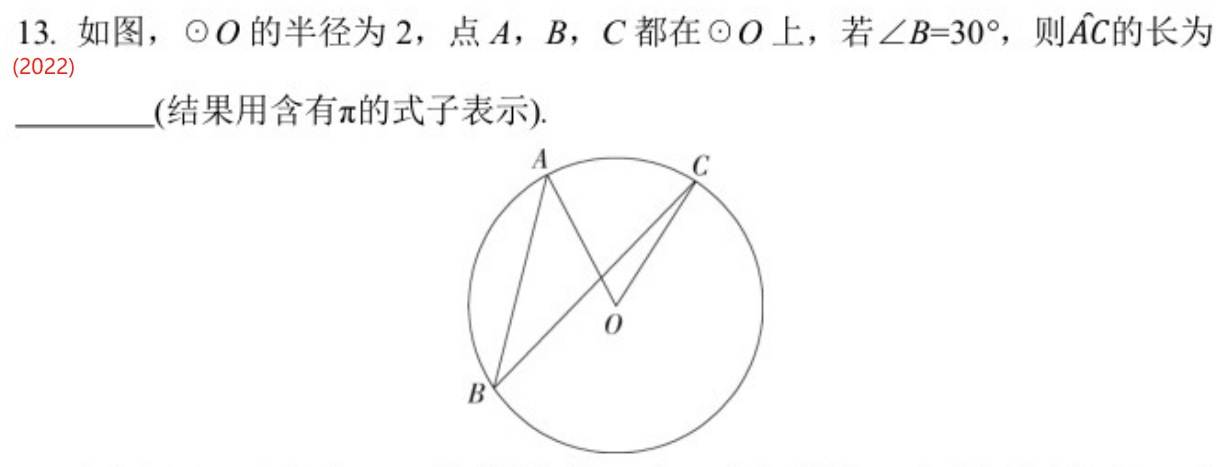 13. 如图，⊙O 的半径为 2，点 A，B，C 都在⊙O 上，若∠B=30°，则A͡C的长为
(2022)
________(结果用含有π的式子表示).
A
C
O
B